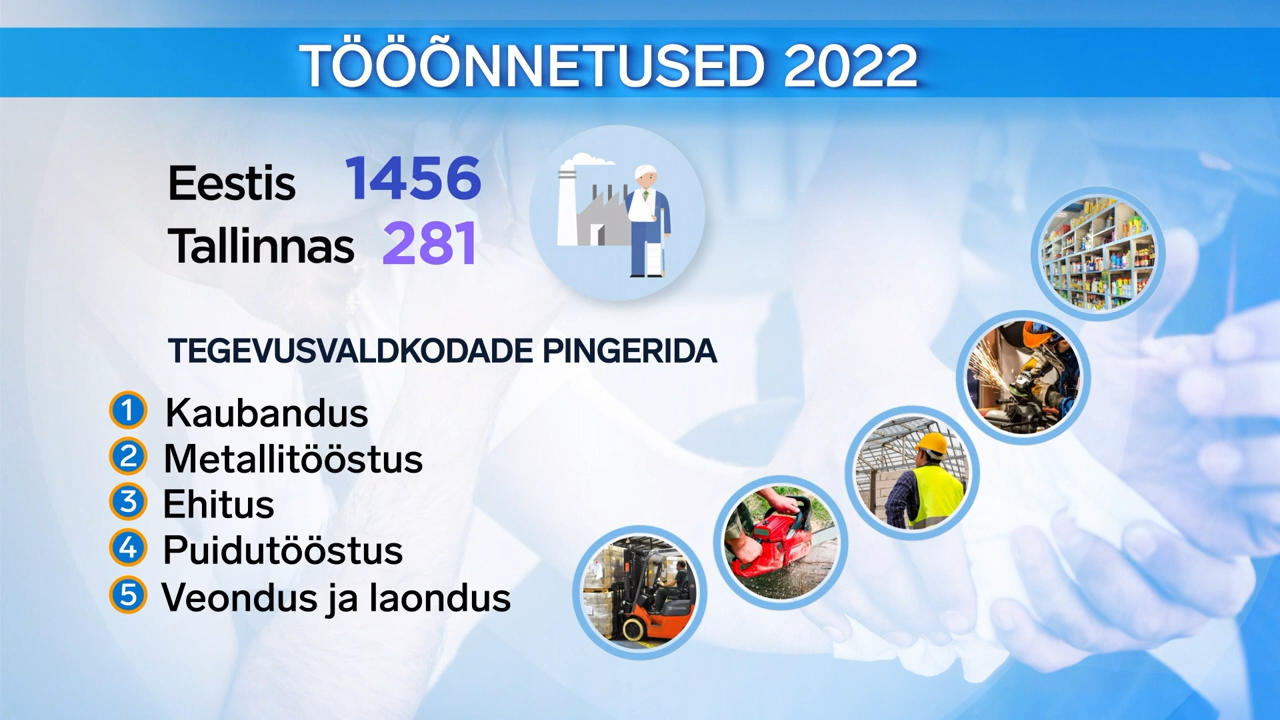 TÖÖÕNNETUSED 2022
Eestis 1456
Tallinnas 281
TEGEVUSVALDKODADE PINGERIDA
1 Kaubandus
2 Metallitööstus
3 Ehitus
4 Puidutööstus
5 Veondus ja laondus